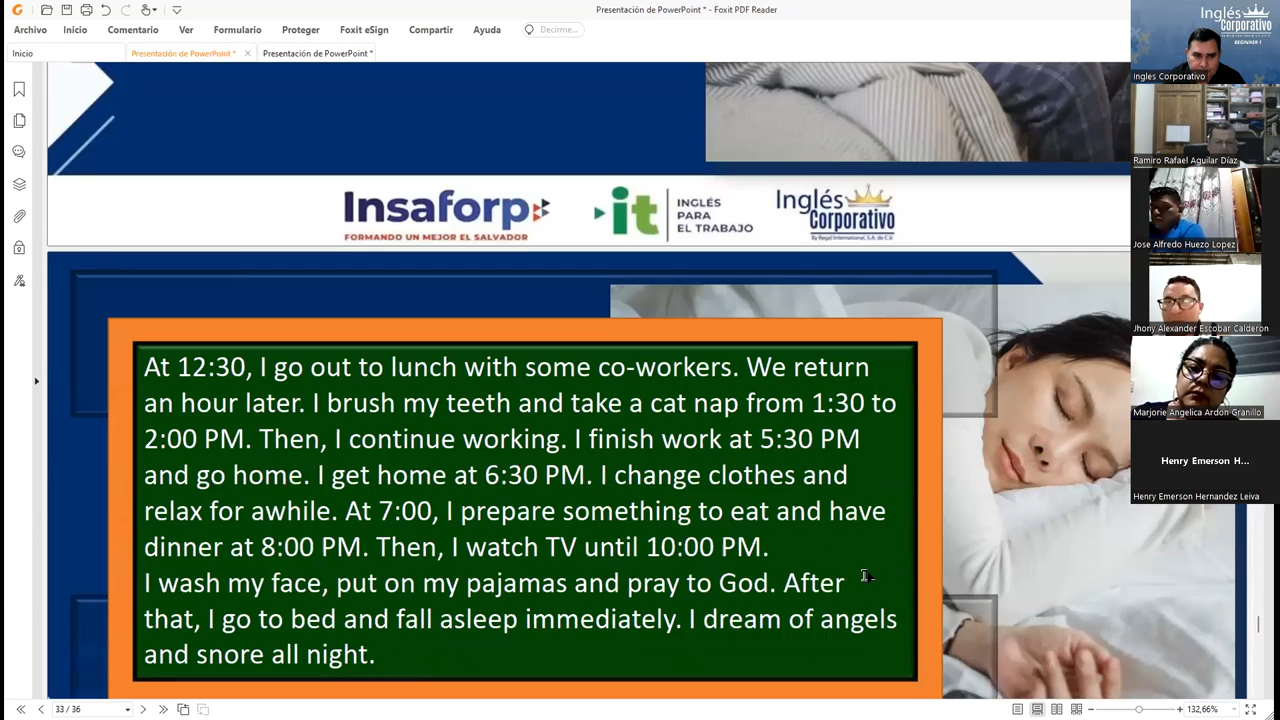 Presentación de PowerPoint * - Foxit PDF Reader
Archivo Inicio Comentario Ver Formulario Proteger Foxit eSign Compartir Ayuda Decirme...
Inicio Presentación de PowerPoint * Presentación de PowerPoint *
Inglés
Corporativo
BEGINNER 1
Ingles Corporativo
Ramiro Rafael Aguilar Díaz
Jose Alfredo Huezo Lopez
Jhony Alexander Escobar Calderon
Marjorie Angelica Ardon Granillo
Henry Emerson H...
Henry Emerson Hernandez Leiva
Insaforp
FORMANDO UN MEJOR EL SALVADOR
it
INGLÉS
PARA
EL TRABAJO
Inglés
Corporativo
By Regal International, S.A. de C.V.
At 12:30, I go out to lunch with some co-workers. We return
an hour later. I brush my teeth and take a cat nap from 1:30 to
2:00 PM. Then, I continue working. I finish work at 5:30 PM
and go home. I get home at 6:30 PM. I change clothes and
relax for awhile. At 7:00, I prepare something to eat and have
dinner at 8:00 PM. Then, I watch TV until 10:00 PM.
I wash my face, put on my pajamas and pray to God. After
that, I go to bed and fall asleep immediately. I dream of angels
and snore all night.
33 / 36
132,66%